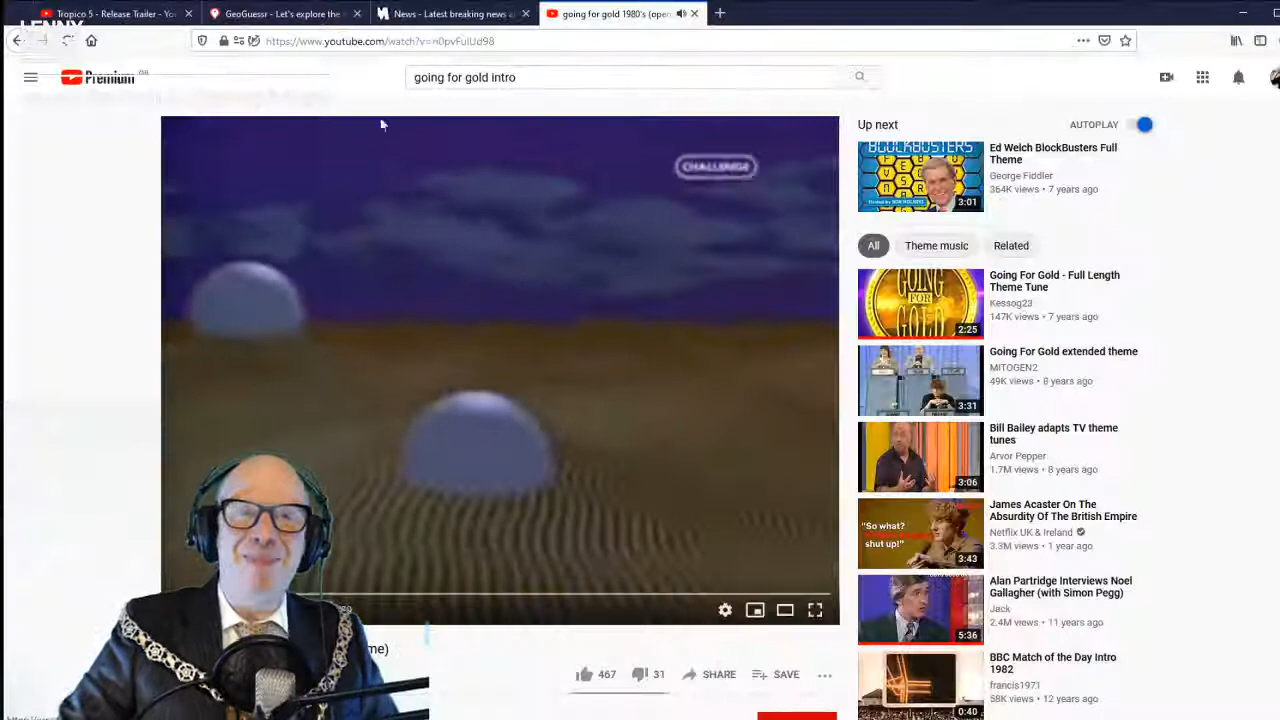 Tropico 5 - Release Trailer - Yo
GeoGuessr - Let's explore the
News - Latest breaking news a
going for gold 1980's (open
LENNY
https://www.youtube.com/watch?v=n0pvFulUd98
Premium
GB
going for gold intro
CHALLENGE
Up next
AUTOPLAY
BLOCKBUSTERS
3:01
Ed Welch BlockBusters Full
Theme
George Fiddler
364K views • 7 years ago
All
Theme music
Related
GOING
FOR
GOLD
2:25
Going For Gold - Full Length
Theme Tune
Kessog23
147K views • 7 years ago
3:31
Going For Gold extended theme
MITOGEN2
49K views • 8 years ago
3:06
Bill Bailey adapts TV theme
tunes
Arvor Pepper
1.7M views • 8 years ago
"So what?
shut up!"
3:43
James Acaster On The
Absurdity Of The British Empire
Netflix UK & Ireland
3.3M views • 1 year ago
5:36
Alan Partridge Interviews Noel
Gallagher (with Simon Pegg)
Jack
2.4M views • 11 years ago
0:40
BBC Match of the Day Intro
1982
francis1971
58K views • 12 years ago
me)
467
31
SHARE
SAVE